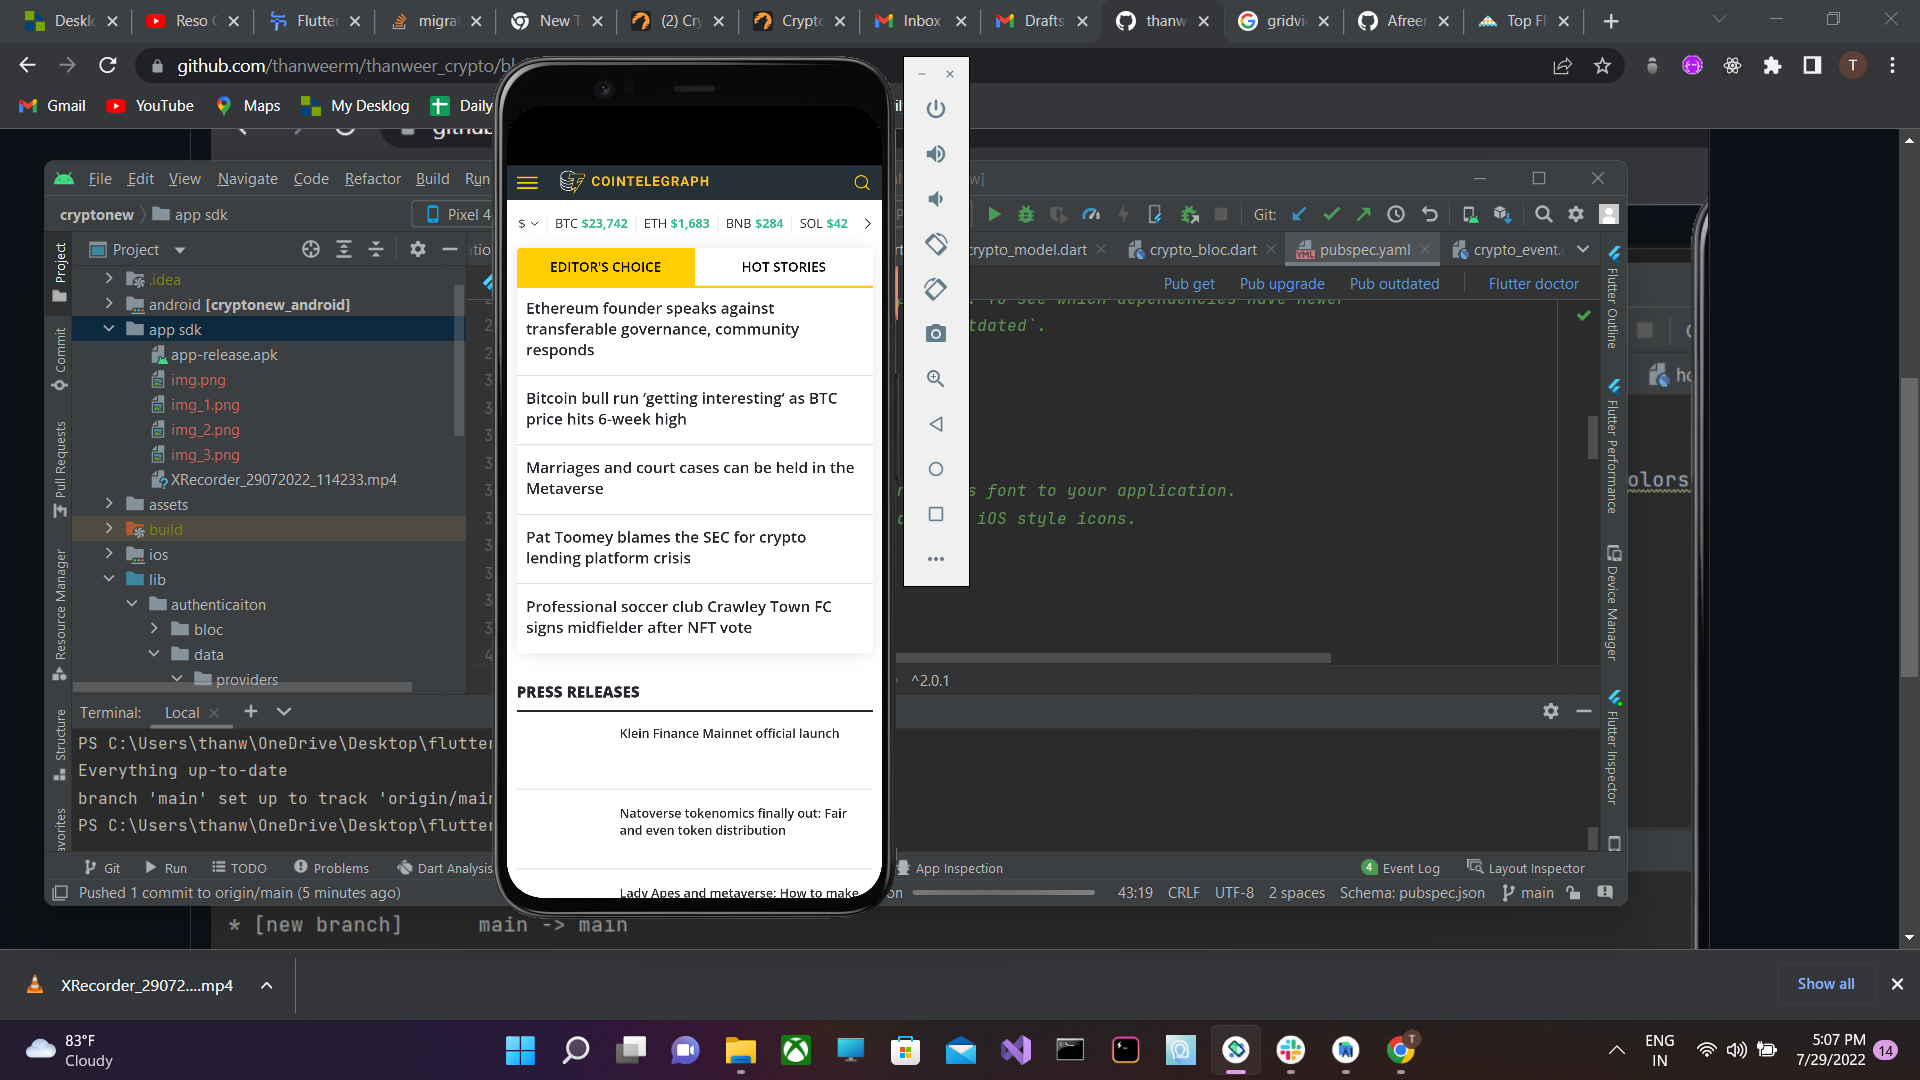 Deskl
Reso
Flutter
migrat
New T
(2) Cry
Crypto
Inbox
Drafts
thanw
gridvi
Afreer
Top Fl
github.com/thanweerm/thanweer_crypto/bl
T
Gmail
YouTube
Maps
My Desklog
Daily
File Edit View Navigate Code Refactor Build Run
cryptonew
app sdk
Pixel 4
Git:
Project
crypto_model.dart
crypto_bloc.dart
pubspec.yaml
crypto_event.
Pub get
Pub upgrade
Pub outdated
Flutter doctor
.idea
android [cryptonew_android]
app sdk
app-release.apk
img.png
img_1.png
img_2.png
img_3.png
XRecorder_29072022_114233.mp4
assets
build
ios
lib
authenticaiton
bloc
data
providers
Project
Commit
Pull Requests
Resource Manager
Structure
avorites
tdated`.
s font to your application.
iOS style icons.
olors
^2.0.1
Flutter Outline
Flutter Performance
Device Manager
Flutter Inspector
COINTELEGRAPH
$ BTC $23,742 ETH $1,683 BNB $284 SOL $42
EDITOR'S CHOICE
HOT STORIES
Ethereum founder speaks against
transferable governance, community
responds
Bitcoin bull run ‘getting interesting’ as BTC
price hits 6-week high
Marriages and court cases can be held in the
Metaverse
Pat Toomey blames the SEC for crypto
lending platform crisis
Professional soccer club Crawley Town FC
signs midfielder after NFT vote
PRESS RELEASES
Klein Finance Mainnet official launch
Natoverse tokenomics finally out: Fair
and even token distribution
Lady Apes and metaverse: How to make
Terminal: Local
PS C:\Users\thanw\OneDrive\Desktop\flutter
Everything up-to-date
branch 'main' set up to track 'origin/main
PS C:\Users\thanw\OneDrive\Desktop\flutter
Git
Run
TODO
Problems
Dart Analysis
App Inspection
4 Event Log
Layout Inspector
Pushed 1 commit to origin/main (5 minutes ago)
on
43:19 CRLF UTF-8 2 spaces Schema: pubspec.json main
* [new branch] main -> main
XRecorder_29072....mp4
Show all
83°F
Cloudy
ENG
IN
5:07 PM
7/29/2022
14